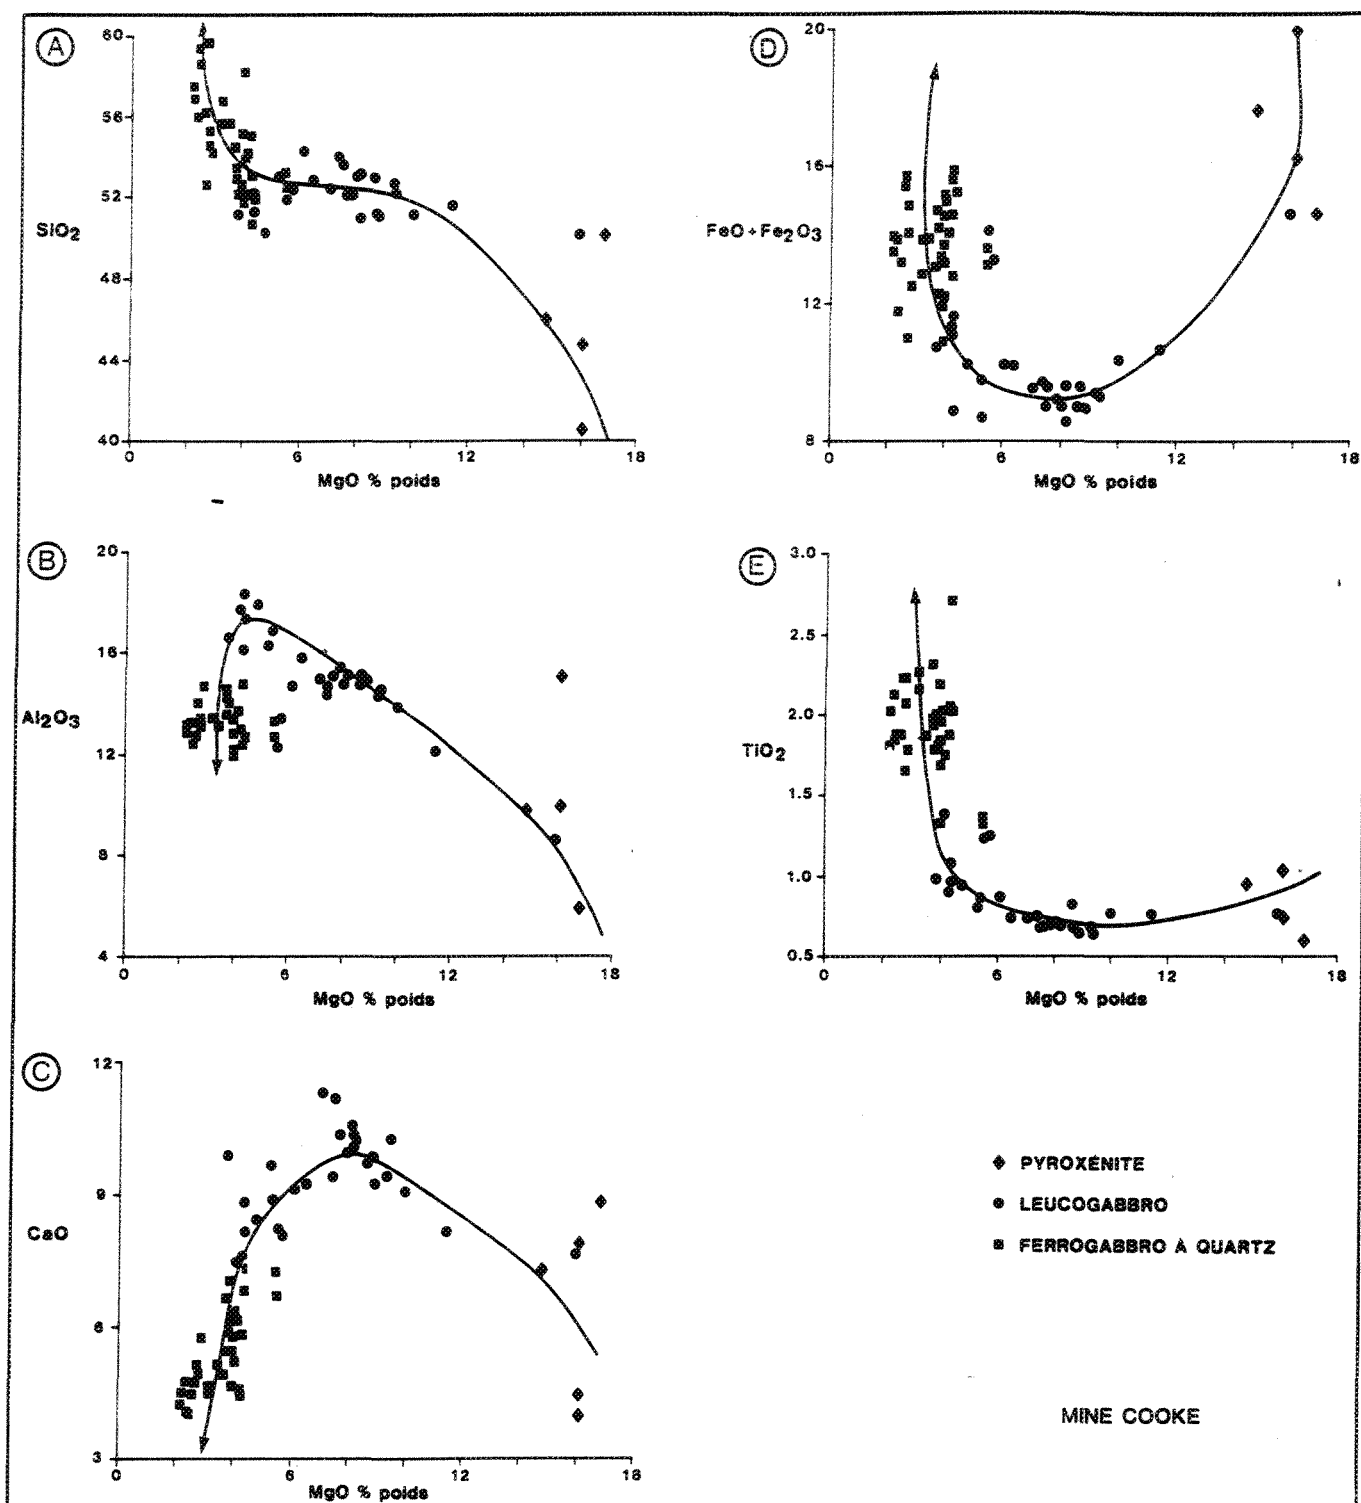 A
60
56
52
SiO2
48
44
40
0 6 12 18
MgO % poids
D
20
16
FeO+Fe2O3
12
8
6 12 18
MgO % poids
B
20
16
Al2O3
12
8
4
0 6 12 18
MgO % poids
E
3.0
2.5
2.0
TiO2
1.5
1.0
0.5
0 6 12 18
MgO % poids
C
12
9
CaO
6
3
0 6 12 18
MgO % poids
PYROXÉNITE
LEUCOGABBRO
FERROGABBRO À QUARTZ
MINE COOKE